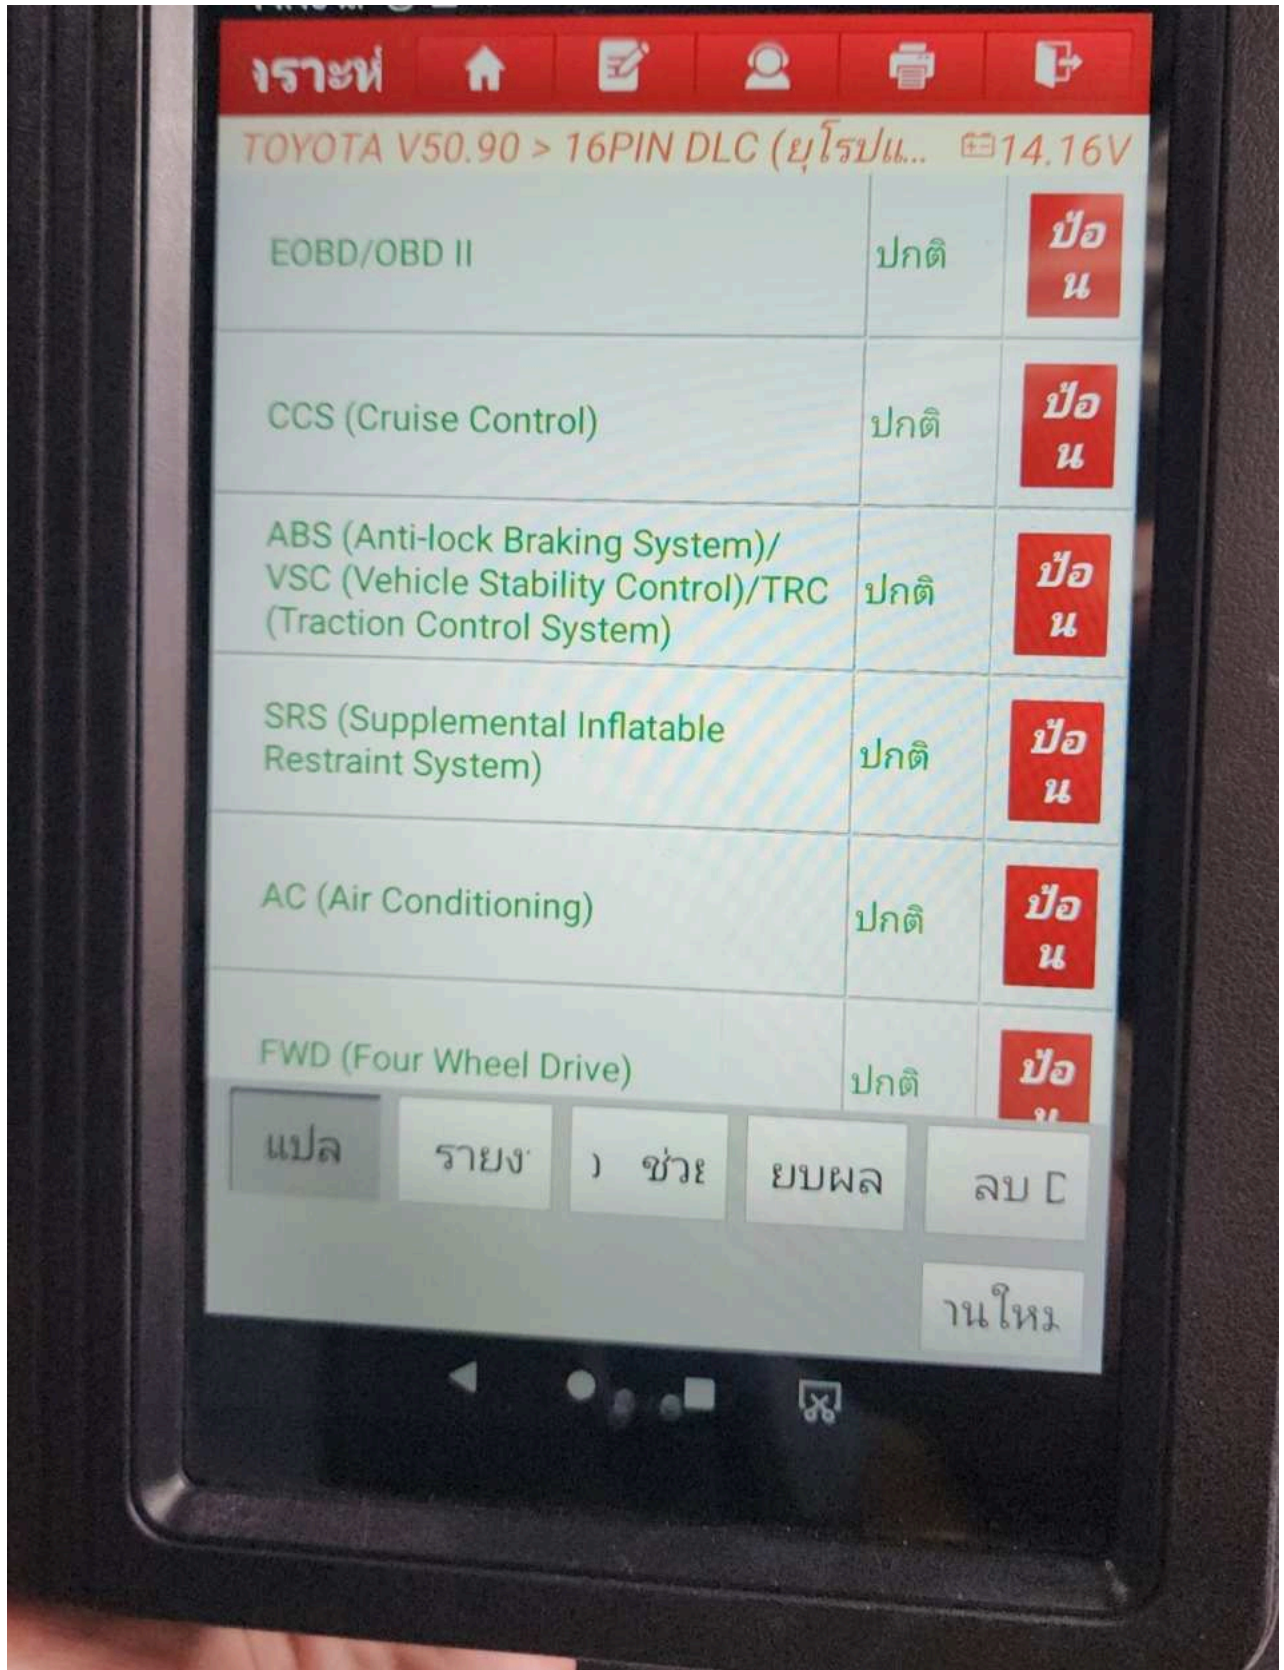 งราะห์
TOYOTA V50.90 > 16PIN DLC (ยุโรปแ... 14.16V
EOBD/OBD II ปกติ ป้อ
น
CCS (Cruise Control) ปกติ ป้อ
น
ABS (Anti-lock Braking System)/
VSC (Vehicle Stability Control)/TRC ปกติ ป้อ
(Traction Control System) น
SRS (Supplemental Inflatable ป้อ
Restraint System) ปกติ น
AC (Air Conditioning) ปกติ ป้อ
น
FWD (Four Wheel Drive) ปกติ ป้อ
น
แปล รายง ช่วย ยบผล ลบ D
านใหม